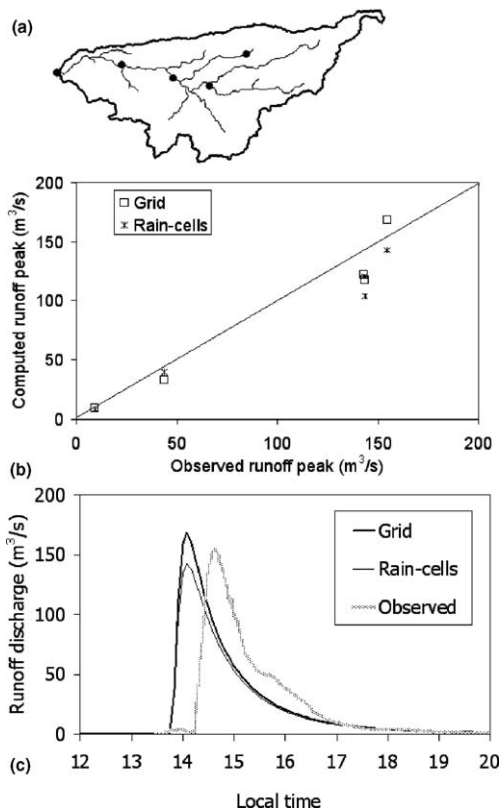 (a)
200
150
100
50
0
Computed runoff peak (m³/s)
Grid
Rain-cells
0 50 100 150 200
Observed runoff peak (m³/s)
(b)
200
150
100
50
0
Runoff discharge (m³/s)
Grid
Rain-cells
Observed
12 13 14 15 16 17 18 19 20
(c)
Local time